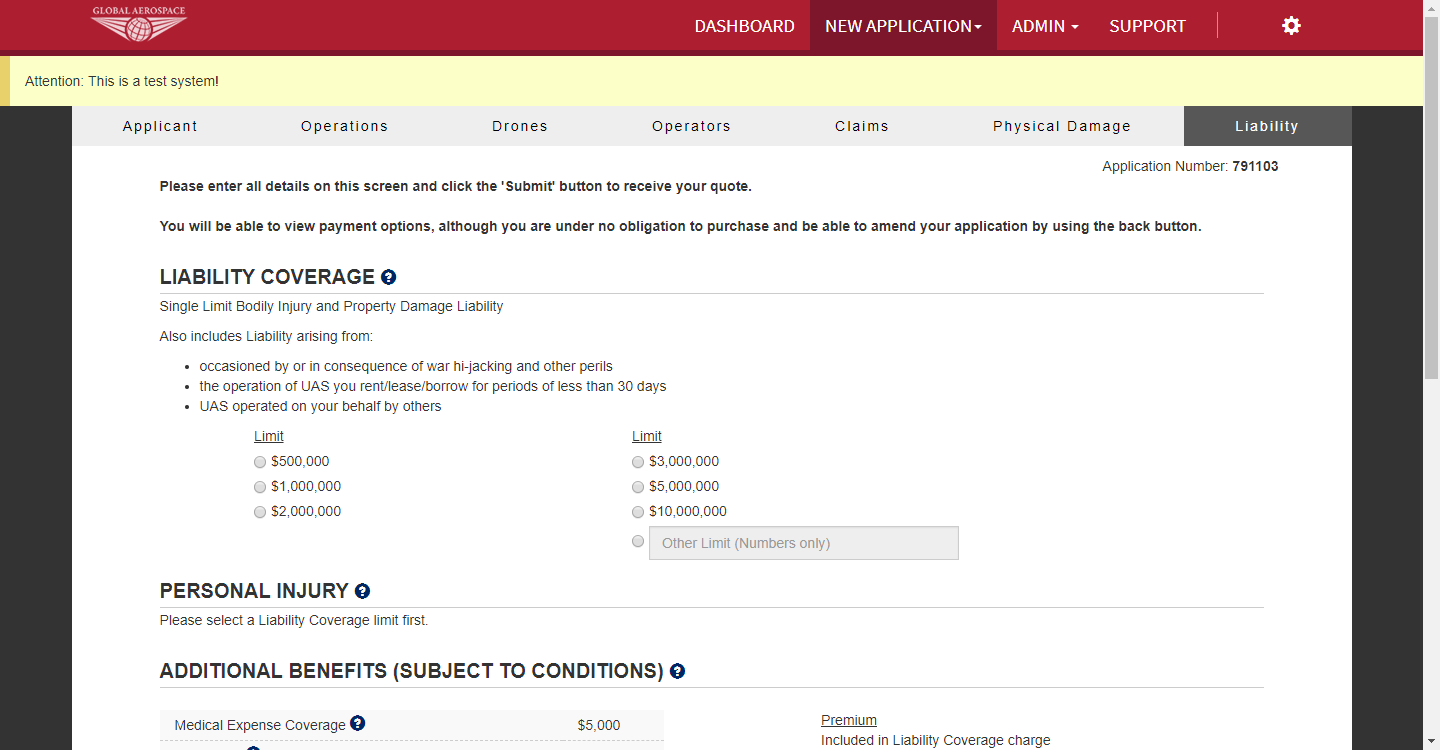 GLOBAL AEROSPACE
DASHBOARD NEW APPLICATION ADMIN SUPPORT
Attention: This is a test system!
Applicant Operations Drones Operators Claims Physical Damage Liability
Application Number: 791103
Please enter all details on this screen and click the 'Submit' button to receive your quote.
You will be able to view payment options, although you are under no obligation to purchase and be able to amend your application by using the back button.
LIABILITY COVERAGE ?
Single Limit Bodily Injury and Property Damage Liability
Also includes Liability arising from:
• occasioned by or in consequence of war hi-jacking and other perils
• the operation of UAS you rent/lease/borrow for periods of less than 30 days
• UAS operated on your behalf by others
Limit Limit
$500,000 $3,000,000
$1,000,000 $5,000,000
$2,000,000 $10,000,000
Other Limit (Numbers only)
PERSONAL INJURY ?
Please select a Liability Coverage limit first.
ADDITIONAL BENEFITS (SUBJECT TO CONDITIONS) ?
Medical Expense Coverage ? $5,000
Premium
Included in Liability Coverage charge